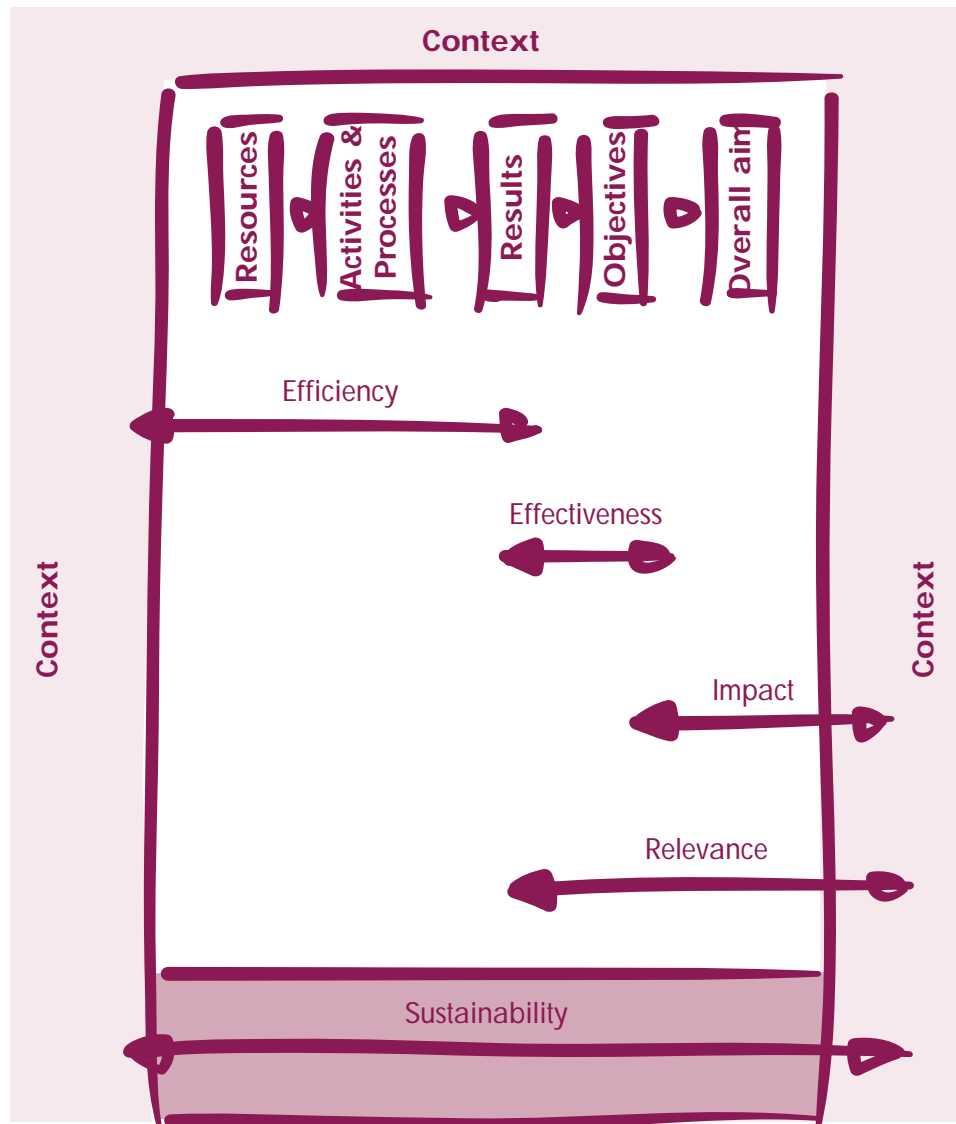 Context
Resources
Activities &
Processes
Results
Objectives
Overall aim
Efficiency
Effectiveness
Context
Context
Impact
Relevance
Sustainability